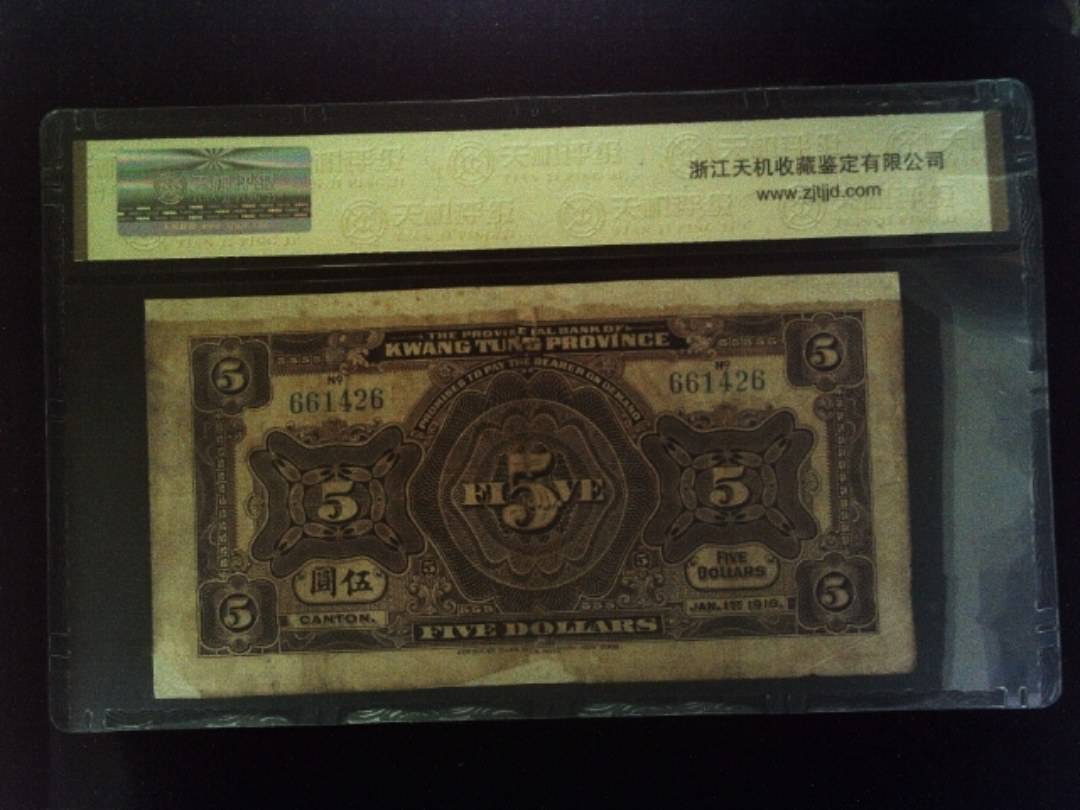 浙江天机收藏鉴定有限公司
www.zjtjjd.com
THE PROVINCIAL BANK OF
KWANG TUNG PROVINCE
PROMISES TO PAY THE BEARER ON DEMAND
5
5
Nº
661426
Nº
661426
5
FI5VE
5
圓伍
FIVE
DOLLARS
5
5
CANTON.
JAN. 1ST 1918.
FIVE DOLLARS